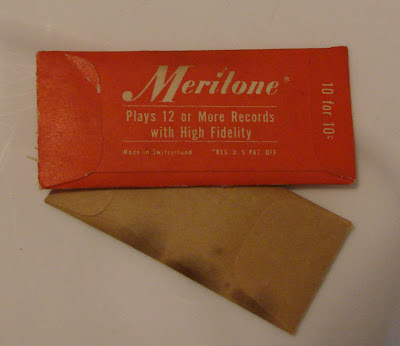 Meritone*
Plays 12 or More Records
with High Fidelity
Made in Switzerland *REG. U S PAT. OFF
10 for 10¢